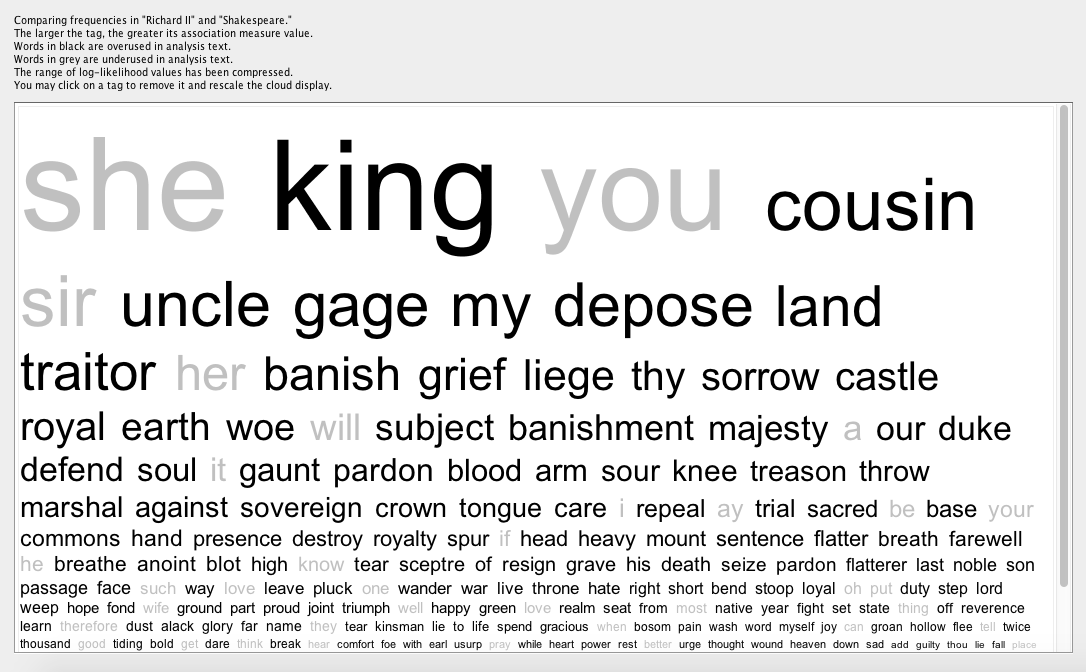 Comparing frequencies in "Richard II" and "Shakespeare."
The larger the tag, the greater its association measure value.
Words in black are overused in analysis text.
Words in grey are underused in analysis text.
The range of log-likelihood values has been compressed.
You may click on a tag to remove it and rescale the cloud display.
she king you cousin
sir uncle gage my depose land
traitor her banish grief liege thy sorrow castle
royal earth woe will subject banishment majesty a our duke
defend soul it gaunt pardon blood arm sour knee treason throw
marshal against sovereign crown tongue care i repeal ay trial sacred be base your
commons hand presence destroy royalty spur if head heavy mount sentence flatter breath farewell
he breathe anoint blot high know tear sceptre of resign grave his death seize pardon flatterer last noble son
passage face such way love leave pluck one wander war live throne hate right short bend stoop loyal oh put duty step lord
weep hope fond wife ground part proud joint triumph well happy green love realm seat from most native year fight set state thing off reverence
learn therefore dust alack glory far name they tear kinsman lie to life spend gracious when bosom pain wash word myself joy can groan hollow flee tell twice
thousand good tiding bold get dare think break hear comfort foe with earl usurp pray while heart power rest better urge thought wound heaven down sad add guilty thou lie fall place